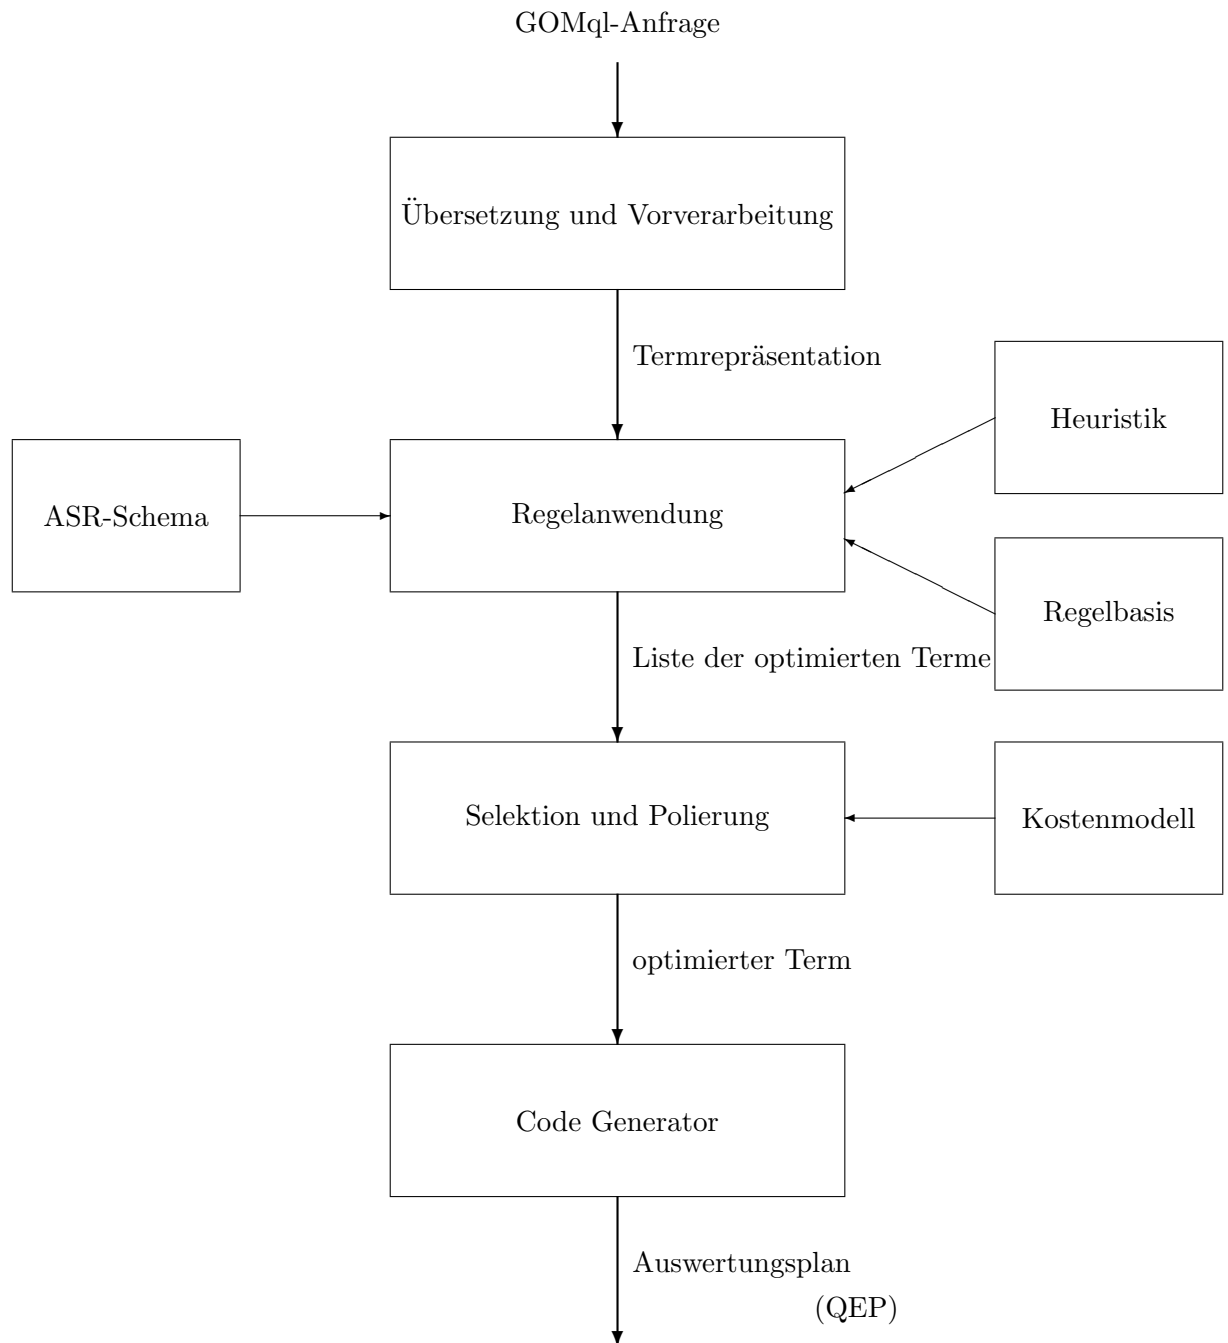 GOMql-Anfrage
Übersetzung und Vorverarbeitung
Termrepräsentation
Heuristik
ASR-Schema
Regelanwendung
Regelbasis
Liste der optimierten Terme
Selektion und Polierung
Kostenmodell
optimierter Term
Code Generator
Auswertungsplan
(QEP)